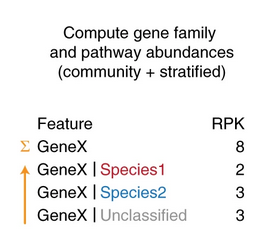 Compute gene family
and pathway abundances
(community + stratified)
Feature RPK
Σ GeneX 8
GeneX | Species1 2
GeneX | Species2 3
GeneX | Unclassified 3